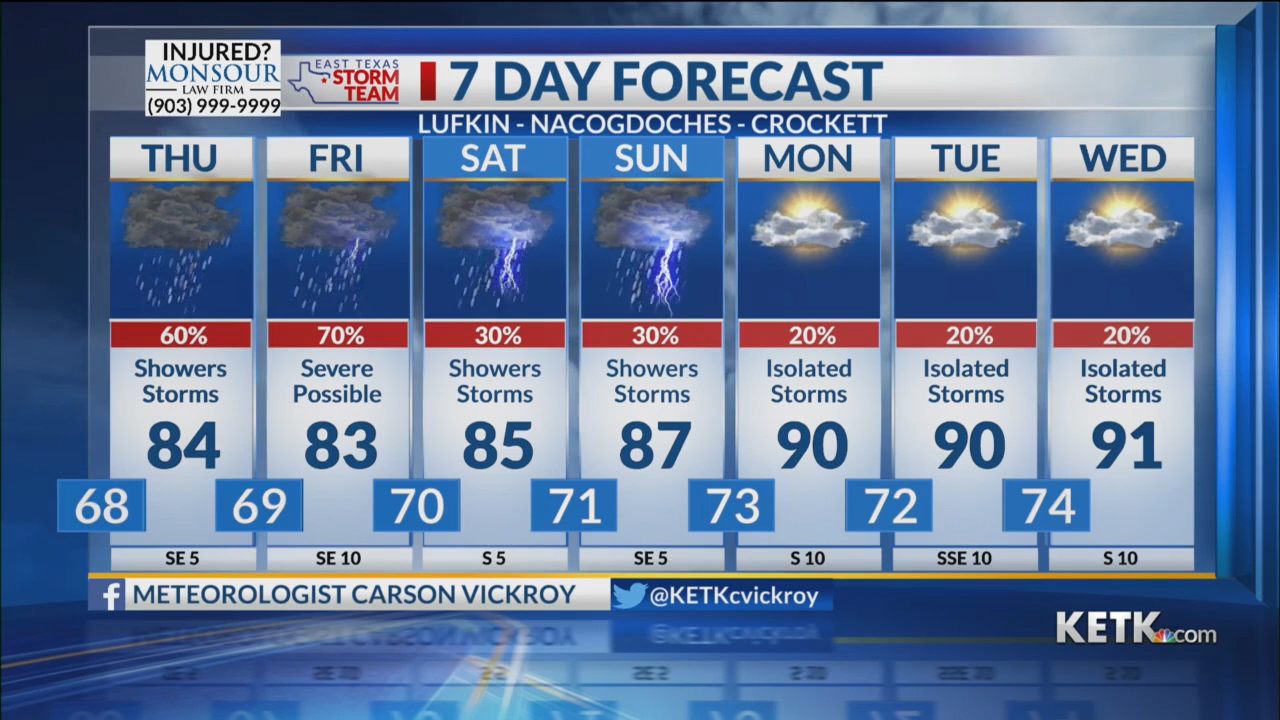 INJURED?
MONSOUR
LAW FIRM
(903) 999-9999
EAST TEXAS
STORM
TEAM
7 DAY FORECAST
LUFKIN - NACOGDOCHES - CROCKETT
THU FRI SAT SUN MON TUE WED
60% 70% 30% 30% 20% 20% 20%
Showers Severe Showers Showers Isolated Isolated Isolated
Storms Possible Storms Storms Storms Storms Storms
84 83 85 87 90 90 91
68 69 70 71 73 72 74
SE 5 SE 10 S 5 SE 5 S 10 SSE 10 S 10
f METEOROLOGIST CARSON VICKROY @KETKcvickroy
KETK.com